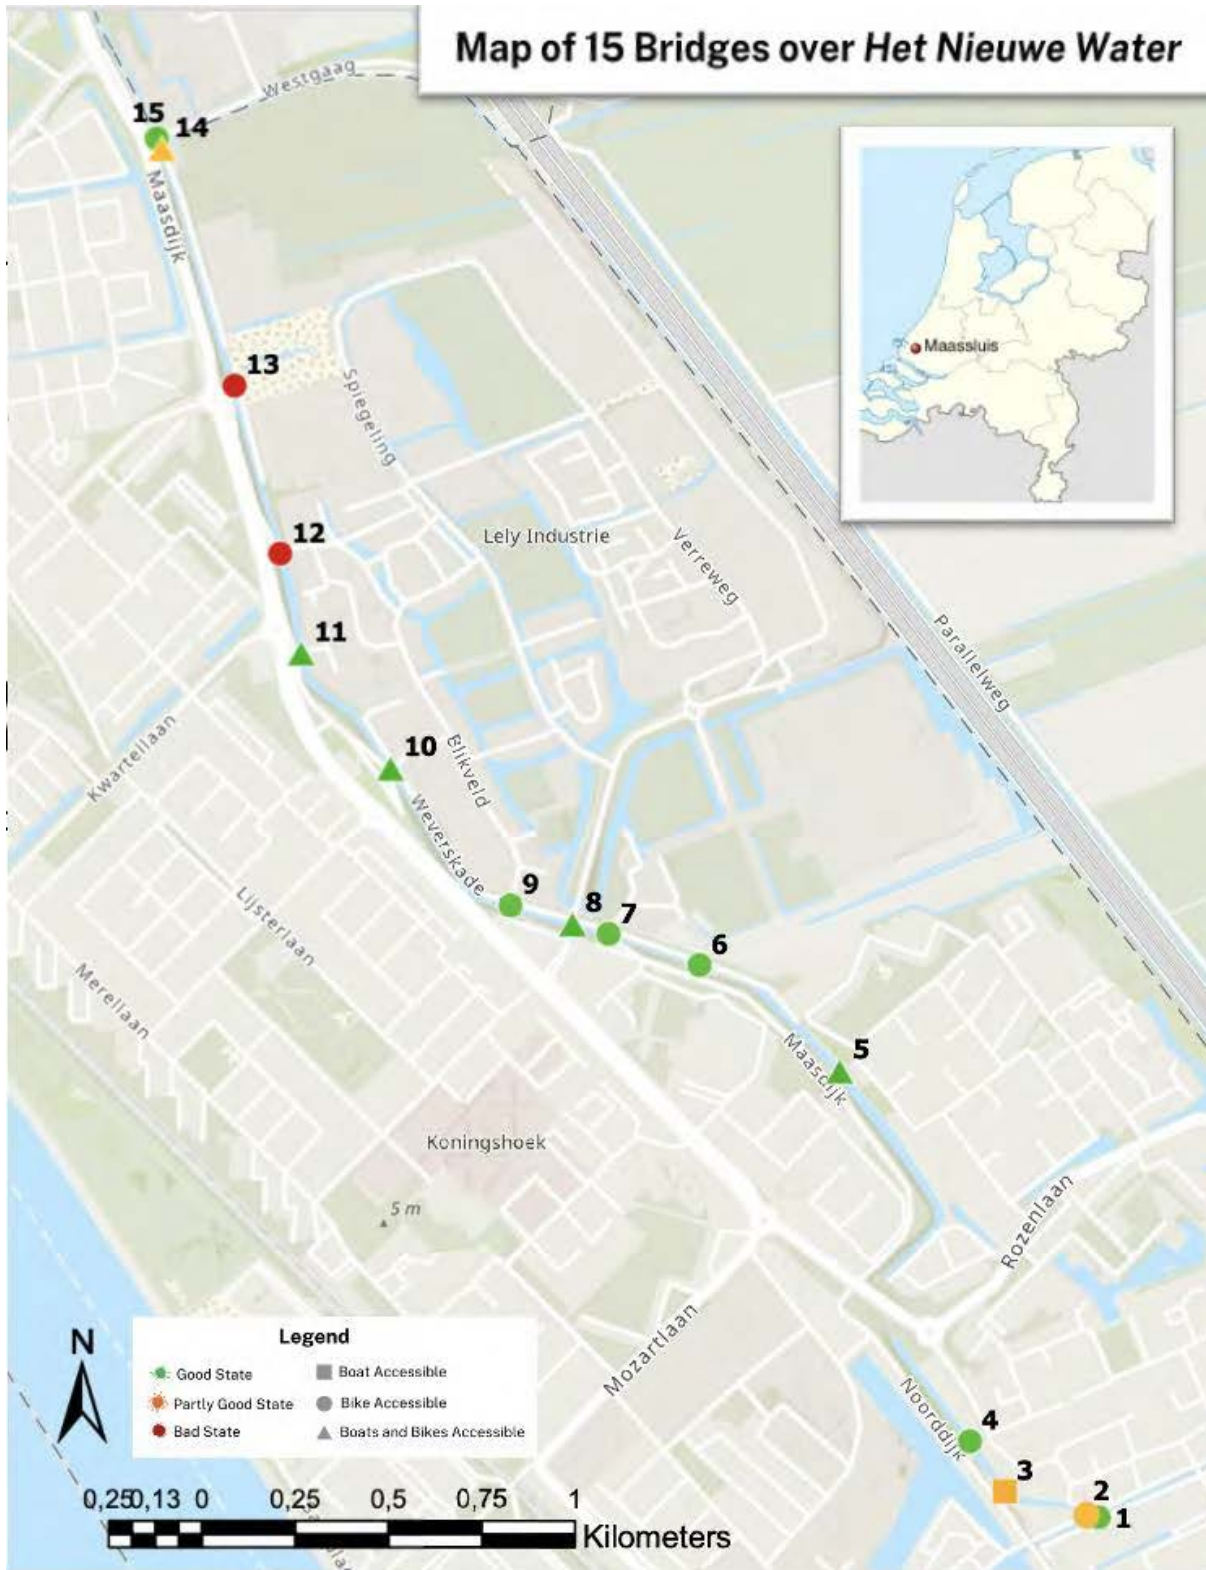 Map of 15 Bridges over Het Nieuwe Water
Westgaag
15
14
Maasdijk
Maassluis
13
Spiegeling
12
Lely Industrie
Verreweg
11
Parallelweg
Kwartellaan
10
Blikveld
Weverskade
9
8
7
6
Lijsterlaan
Merellaan
5
Maasdijk
Koningshoek
5 m
Rozenlaan
Mozartlaan
N
Legend
Good State
Boat Accessible
Partly Good State
Bike Accessible
Bad State
Boats and Bikes Accessible
Noorddijk
4
3
2
1
0,25 0,13 0 0,25 0,5 0,75 1
Kilometers